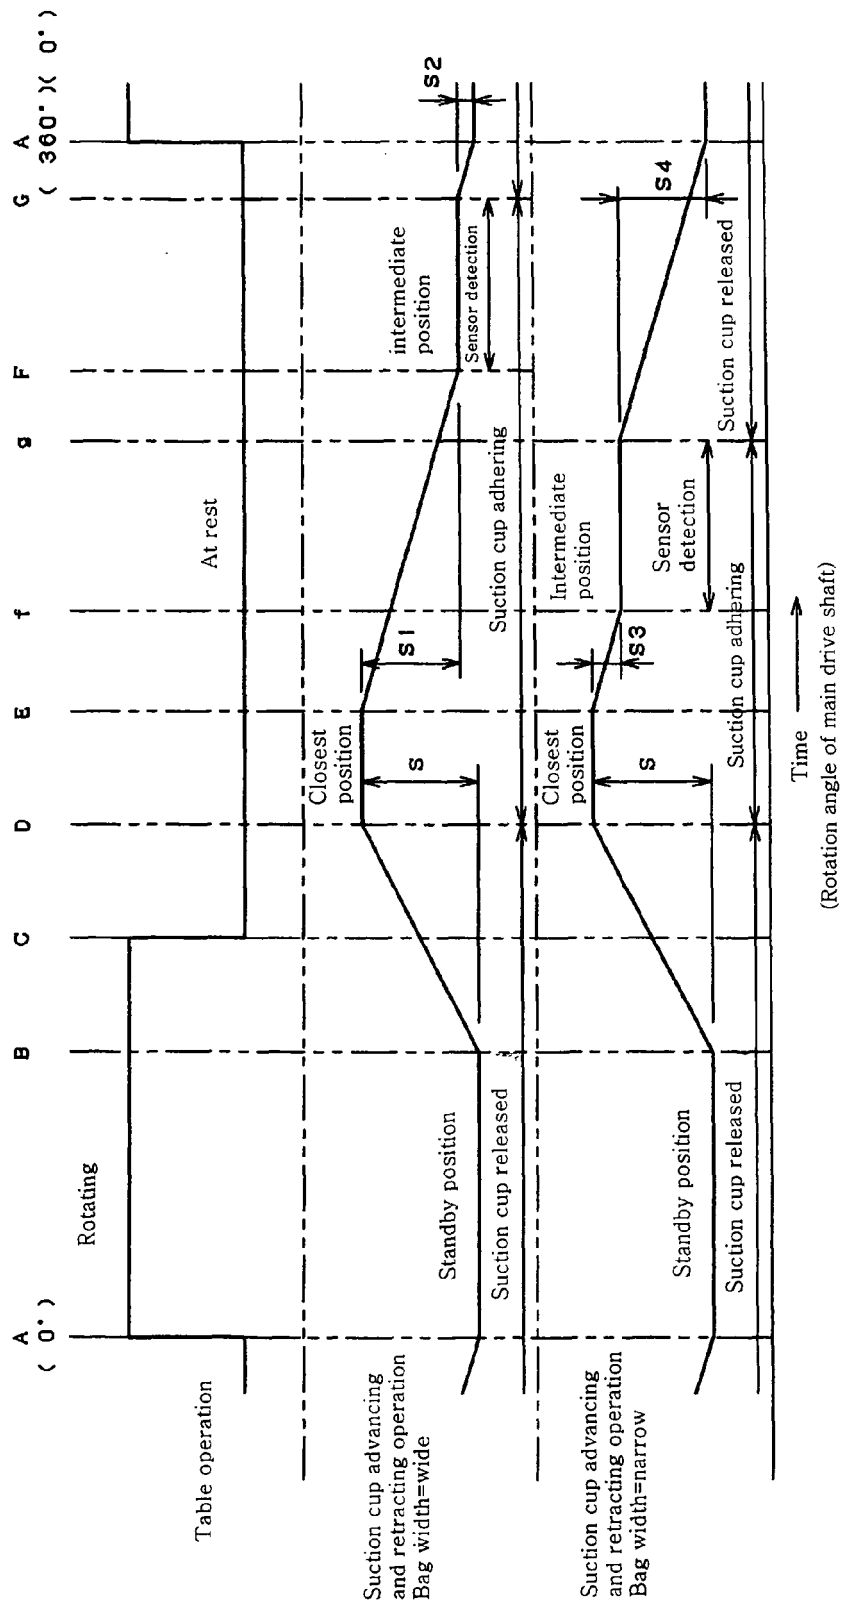 A
( 0° )
B
C
D
E
f
g
F
G
A
( 360° )( 0° )
Table operation
Rotating
At rest
Suction cup advancing
and retracting operation
Bag width=wide
Standby position
Suction cup released
Closest
position
S
S1
Suction cup adhering
intermediate
position
Sensor detection
S2
Suction cup advancing
and retracting operation
Bag width=narrow
Standby position
Suction cup released
Closest
position
S
S3
Suction cup adhering
Intermediate
position
Sensor
detection
Suction cup released
S4
Time
(Rotation angle of main drive shaft)